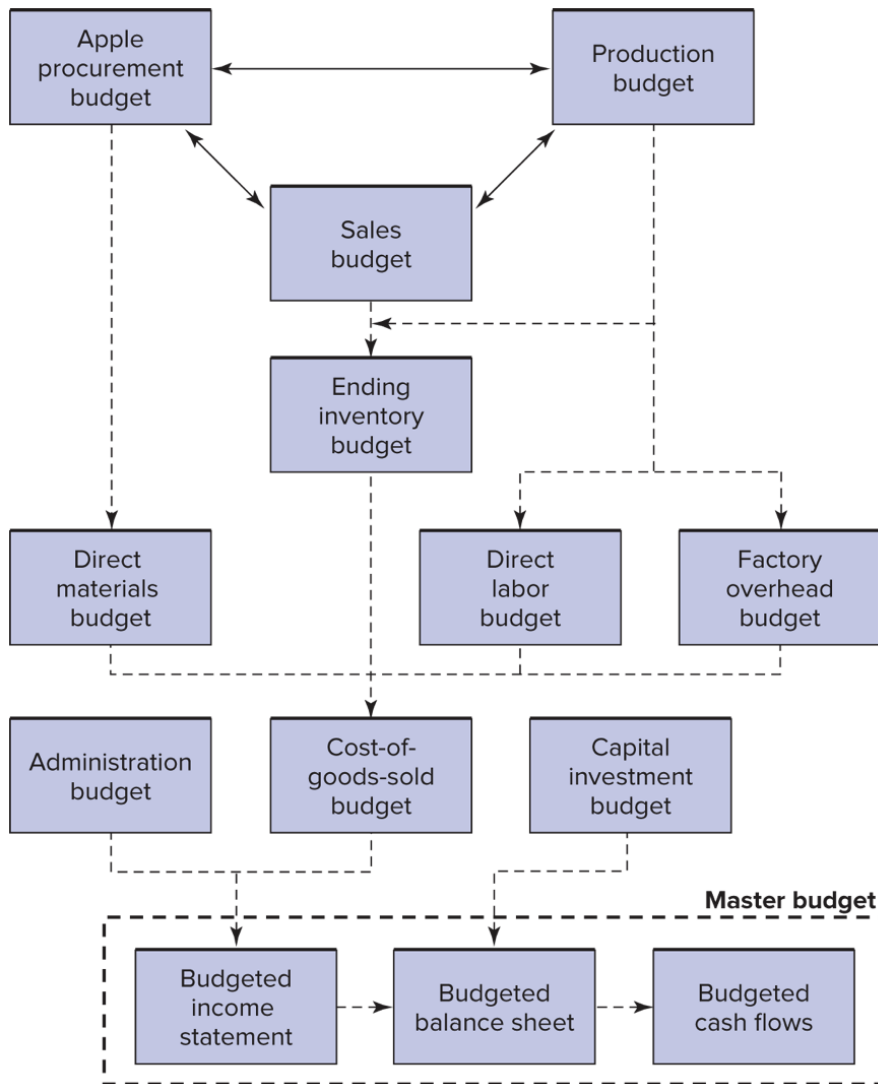 Apple
procurement
budget
Production
budget
Sales
budget
Ending
inventory
budget
Direct
materials
budget
Direct
labor
budget
Factory
overhead
budget
Administration
budget
Cost-of-
goods-sold
budget
Capital
investment
budget
Master budget
Budgeted
income
statement
Budgeted
balance sheet
Budgeted
cash flows